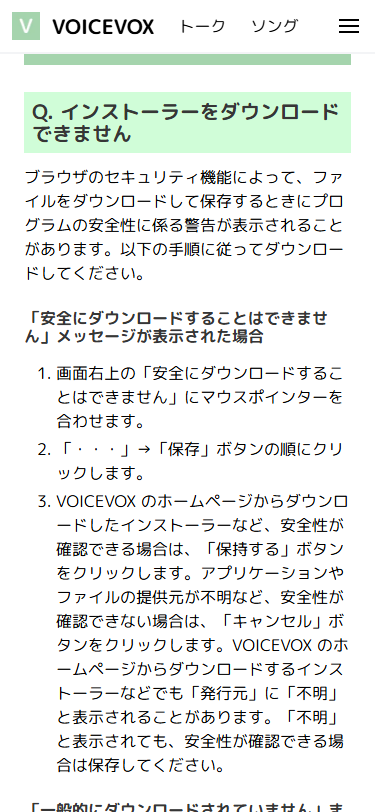 V VOICEVOX トーク ソング
Q. インストーラーをダウンロード
できません
ブラウザのセキュリティ機能によって、ファ
イルをダウンロードして保存するときにプロ
グラムの安全性に係る警告が表示されること
があります。以下の手順に従ってダウンロー
ドしてください。
「安全にダウンロードすることはできませ
ん」メッセージが表示された場合
1. 画面右上の「安全にダウンロードするこ
とはできません」にマウスポインターを
合わせます。
2. 「・・・」→「保存」ボタンの順にクリ
ックします。
3. VOICEVOX のホームページからダウンロ
ードしたインストーラーなど、安全性が
確認できる場合は、「保持する」ボタン
をクリックします。アプリケーションや
ファイルの提供元が不明など、安全性が
確認できない場合は、「キャンセル」ボ
タンをクリックします。VOICEVOX のホ
ームページからダウンロードするインス
トーラーなどでも「発行元」に「不明」
と表示されることがあります。「不明」
と表示されても、安全性が確認できる場
合は保存してください。
「一般的にダウンロードされていません」ま